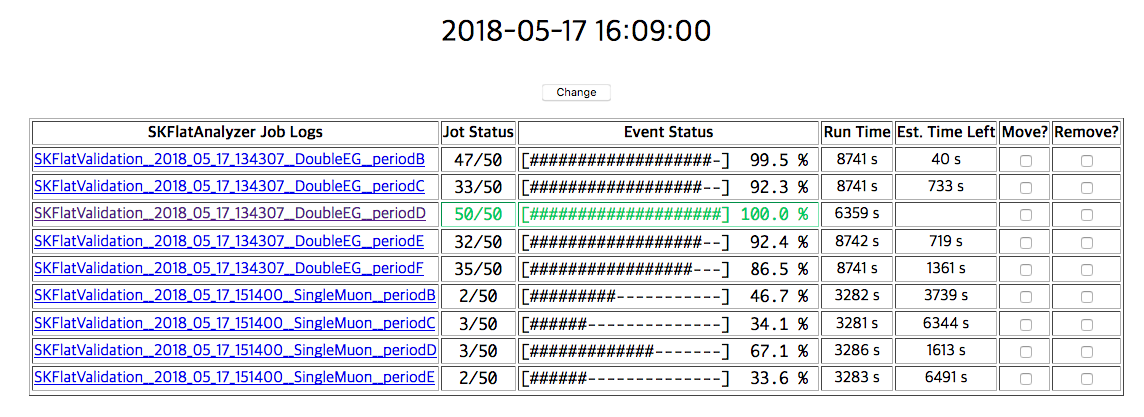 2018-05-17 16:09:00
Change
SKFlatAnalyzer Job Logs Jot Status Event Status Run Time Est. Time Left Move? Remove?
SKFlatValidation__2018_05_17_134307__DoubleEG__periodB 47/50 [###################-] 99.5 % 8741 s 40 s
SKFlatValidation__2018_05_17_134307__DoubleEG__periodC 33/50 [##################--] 92.3 % 8741 s 733 s
SKFlatValidation__2018_05_17_134307__DoubleEG__periodD 50/50 [####################] 100.0 % 6359 s
SKFlatValidation__2018_05_17_134307__DoubleEG__periodE 32/50 [##################--] 92.4 % 8742 s 719 s
SKFlatValidation__2018_05_17_134307__DoubleEG__periodF 35/50 [#################---] 86.5 % 8741 s 1361 s
SKFlatValidation__2018_05_17_151400__SingleMuon__periodB 2/50 [#########-----------] 46.7 % 3282 s 3739 s
SKFlatValidation__2018_05_17_151400__SingleMuon__periodC 3/50 [######--------------] 34.1 % 3281 s 6344 s
SKFlatValidation__2018_05_17_151400__SingleMuon__periodD 3/50 [#############-------] 67.1 % 3286 s 1613 s
SKFlatValidation__2018_05_17_151400__SingleMuon__periodE 2/50 [######--------------] 33.6 % 3283 s 6491 s